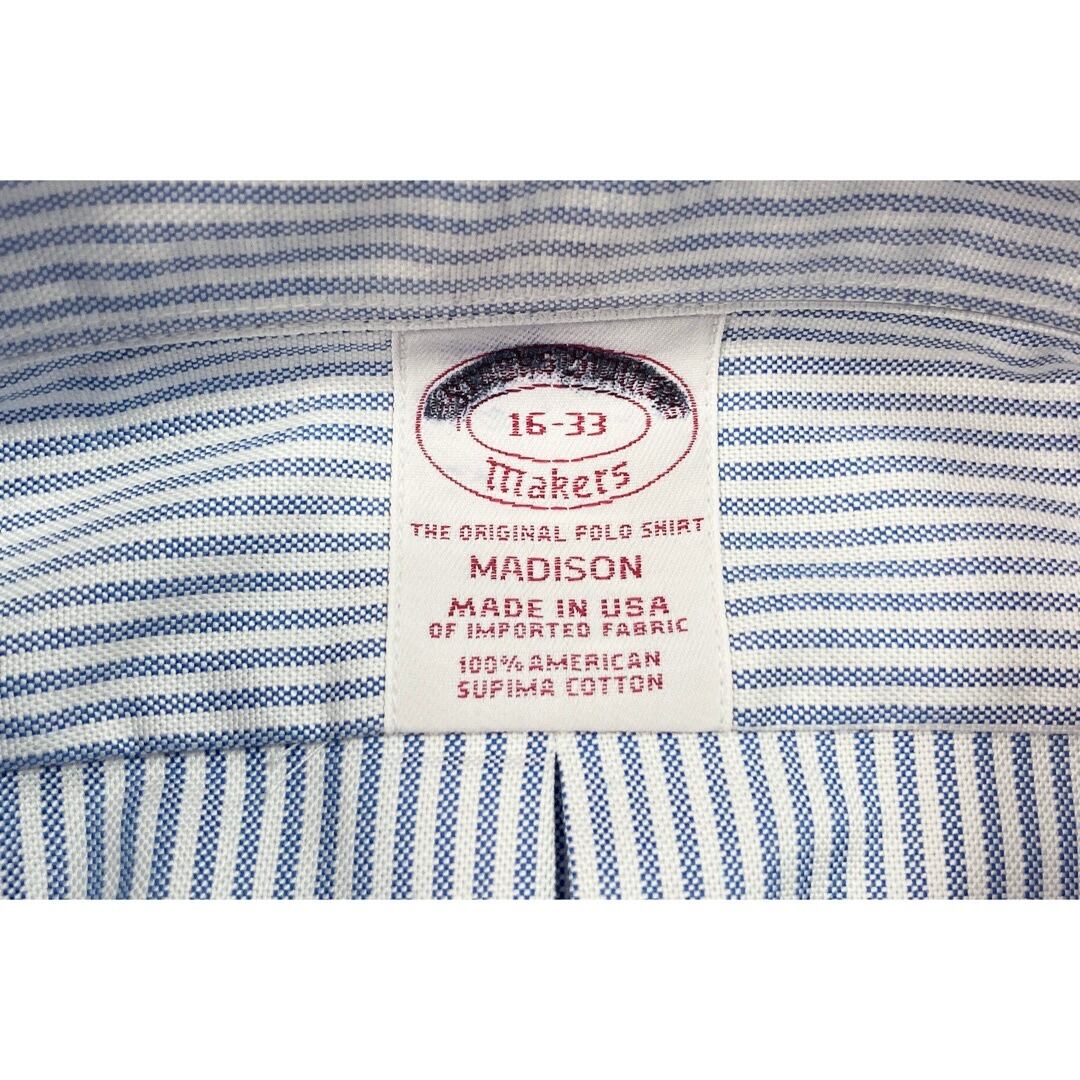 16-33
Makers
THE ORIGINAL POLO SHIRT
MADISON
MADE IN USA
OF IMPORTED FABRIC
100% AMERICAN
SUPIMA COTTON